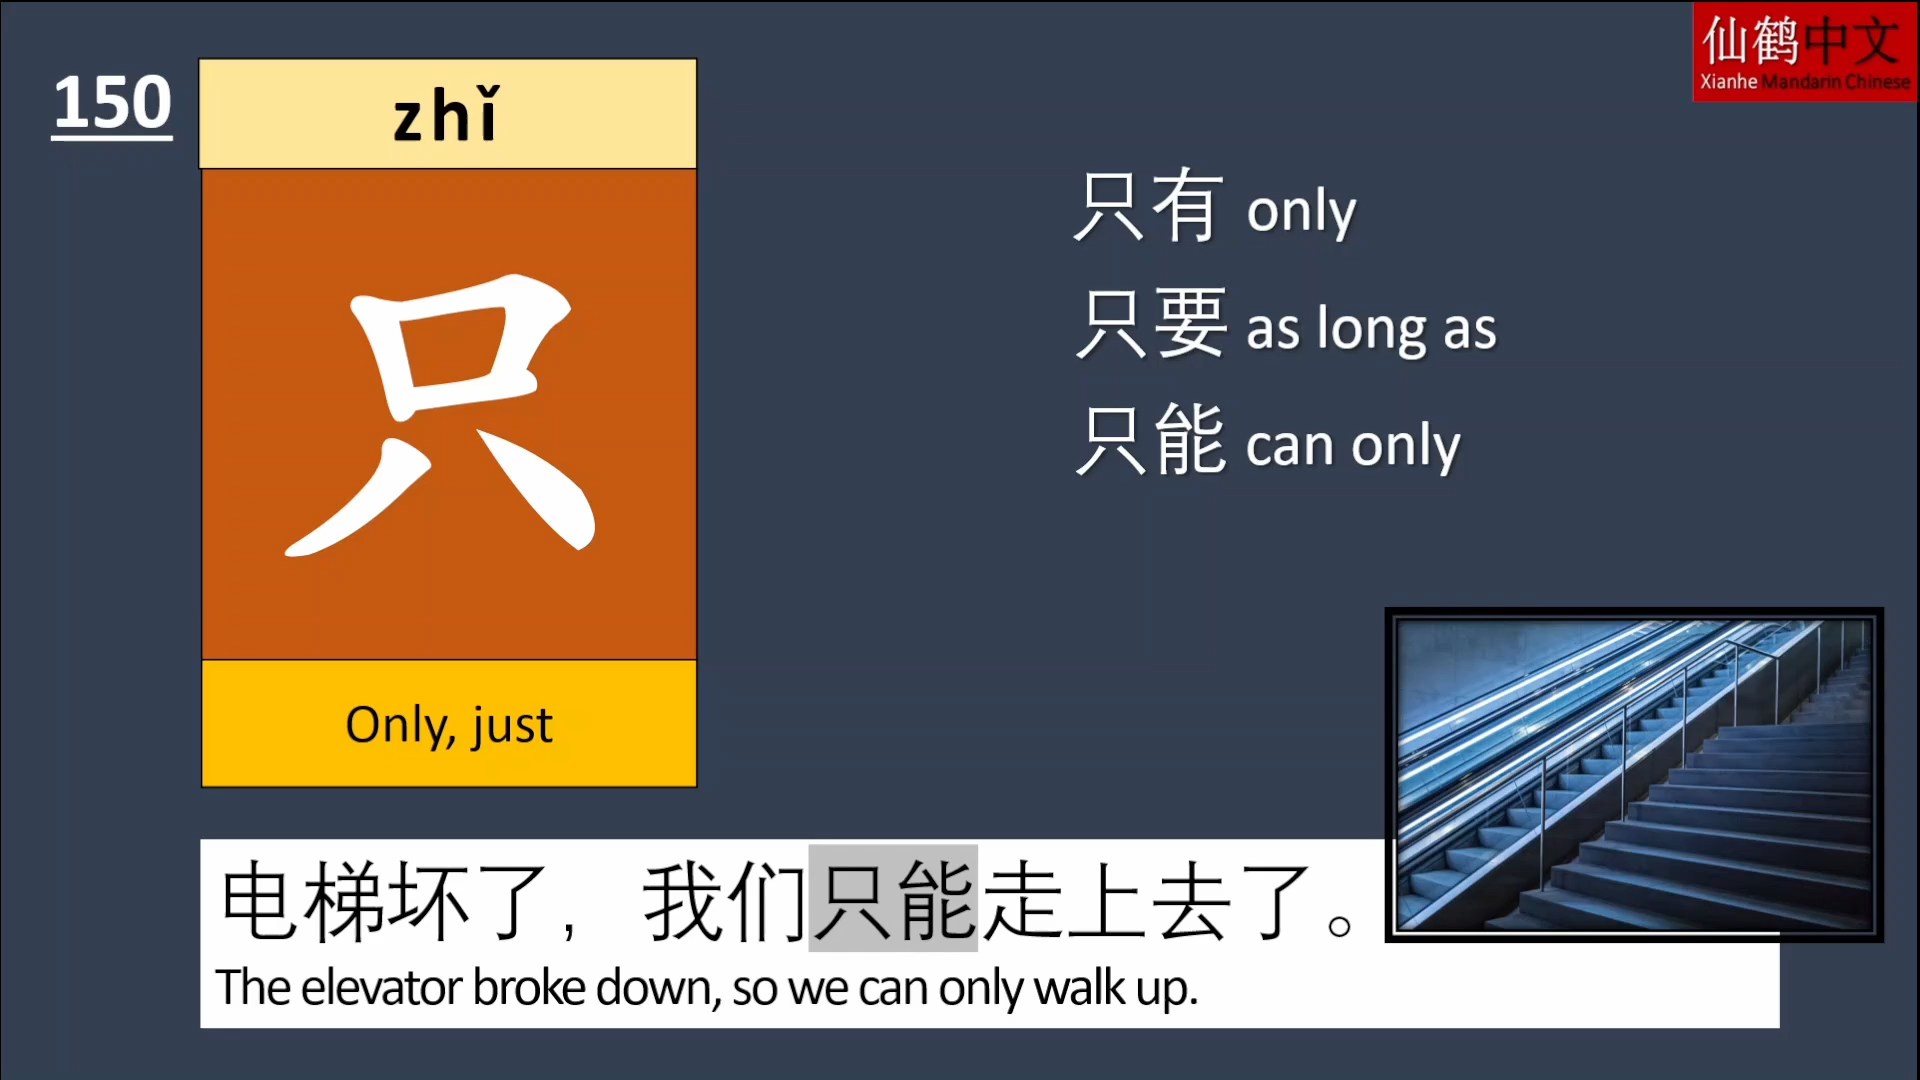 150
zhǐ
只
Only, just
仙鹤中文
Xianhe Mandarin Chinese
只有 only
只要 as long as
只能 can only
电梯坏了，我们只能走上去了。
The elevator broke down, so we can only walk up.